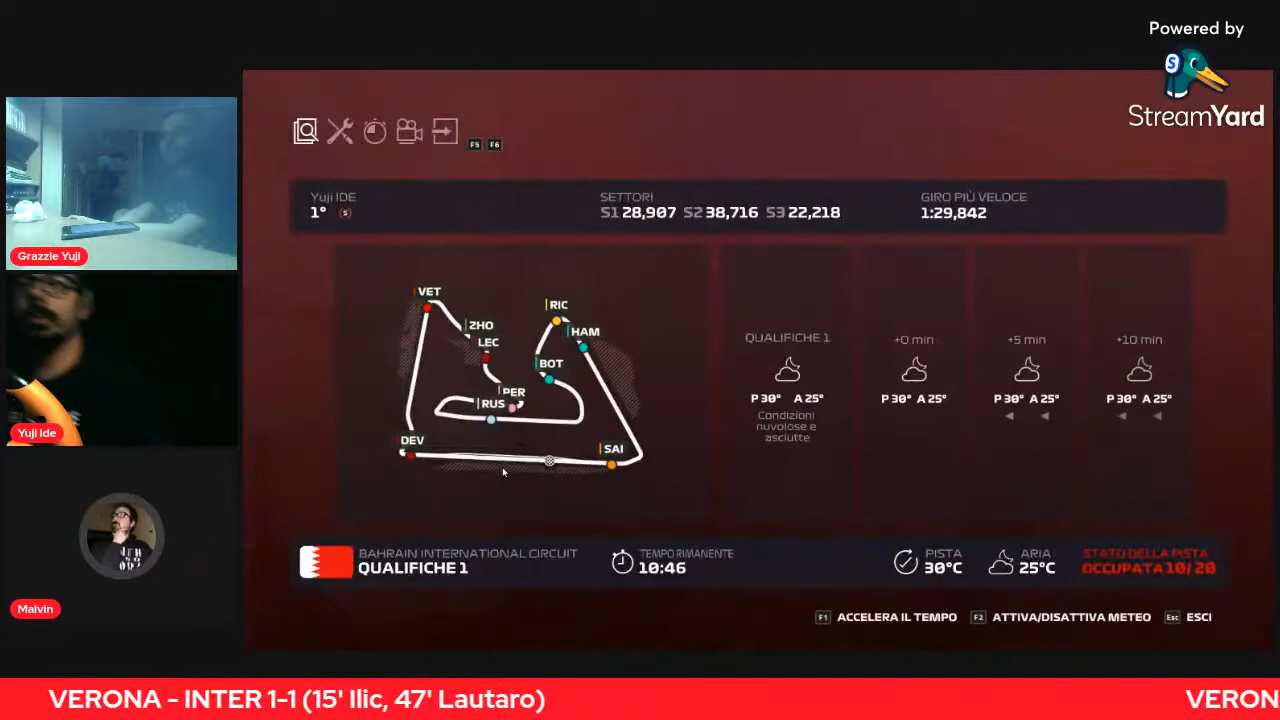 Powered by
StreamYard
F5 F6
Yuji IDE
1° S
SETTORI
S1 28,907 S2 38,716 S3 22,218
GIRO PIÙ VELOCE
1:29,842
Grazzie Yuji
Yuji Ide
Malvin
VET
ZHO
LEC
PER
RUS
RIC
HAM
BOT
DEV
SAI
QUALIFICHE 1
P 30° A 25°
Condizioni
nuvolose e
asciutte
+0 min
P 30° A 25°
+5 min
P 30° A 25°
+10 min
P 30° A 25°
BAHRAIN INTERNATIONAL CIRCUIT
QUALIFICHE 1
TEMPO RIMANENTE
10:46
PISTA
30°C
ARIA
25°C
STATO DELLA PISTA
OCCUPATA 10/20
F1 ACCELERA IL TEMPO F2 ATTIVA/DISATTIVA METEO Esc ESCI
VERONA - INTER 1-1 (15' Ilic, 47' Lautaro) VERON